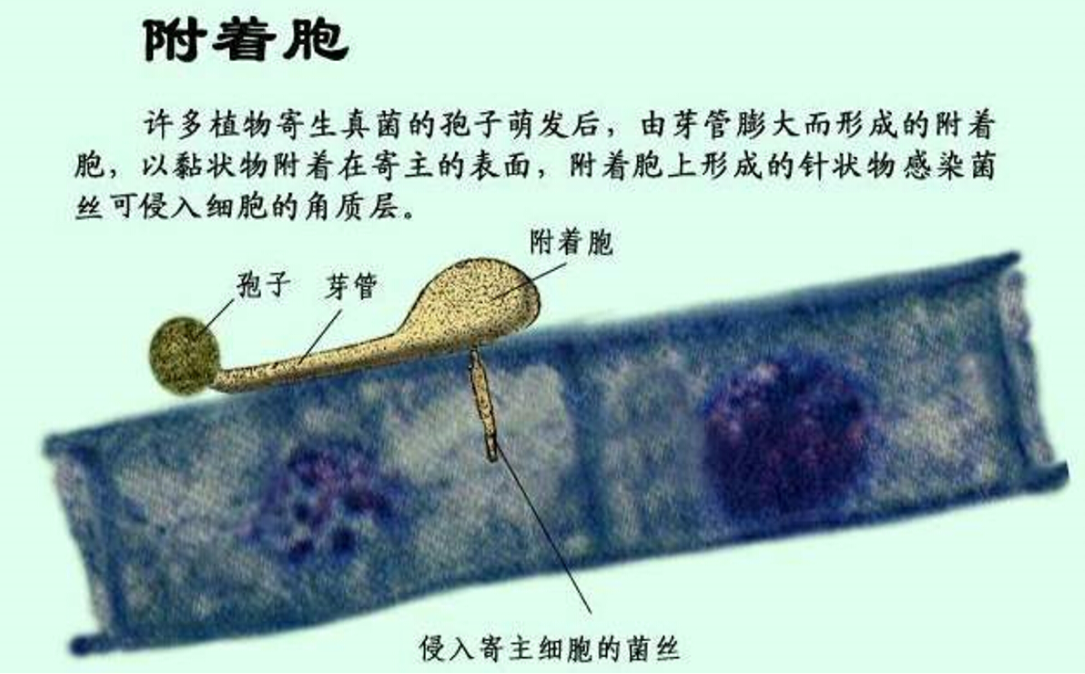 附着胞
许多植物寄生真菌的孢子萌发后，由芽管膨大而形成的附着
胞，以黏状物附着在寄主的表面，附着胞上形成的针状物感染菌
丝可侵入细胞的角质层。
附着胞
孢子 芽管
侵入寄主细胞的菌丝